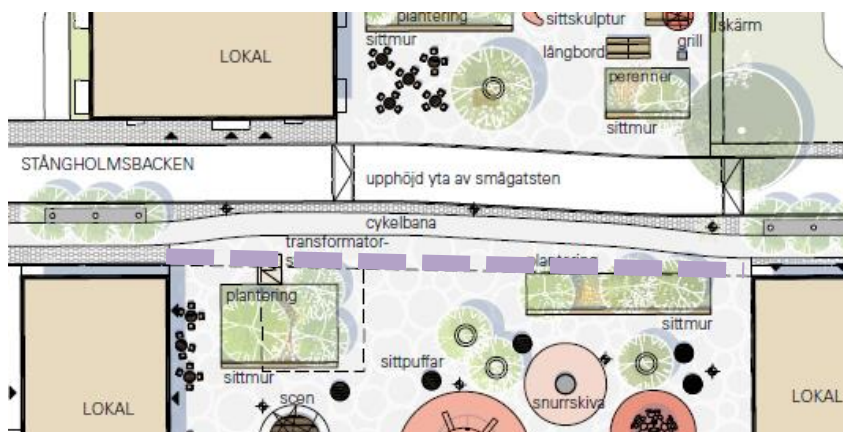 plantering
sittskulptur
skärm
sittmur
LOKAL
långbord
grill
perenner
sittmur
STÅNGHOLMSBACKEN
upphöjd yta av smågatsten
cykelbana
transformator-
plantering
plantering
sittmur
sittpuffar
sittmur
scen
snurrskiva
LOKAL
LOKAL